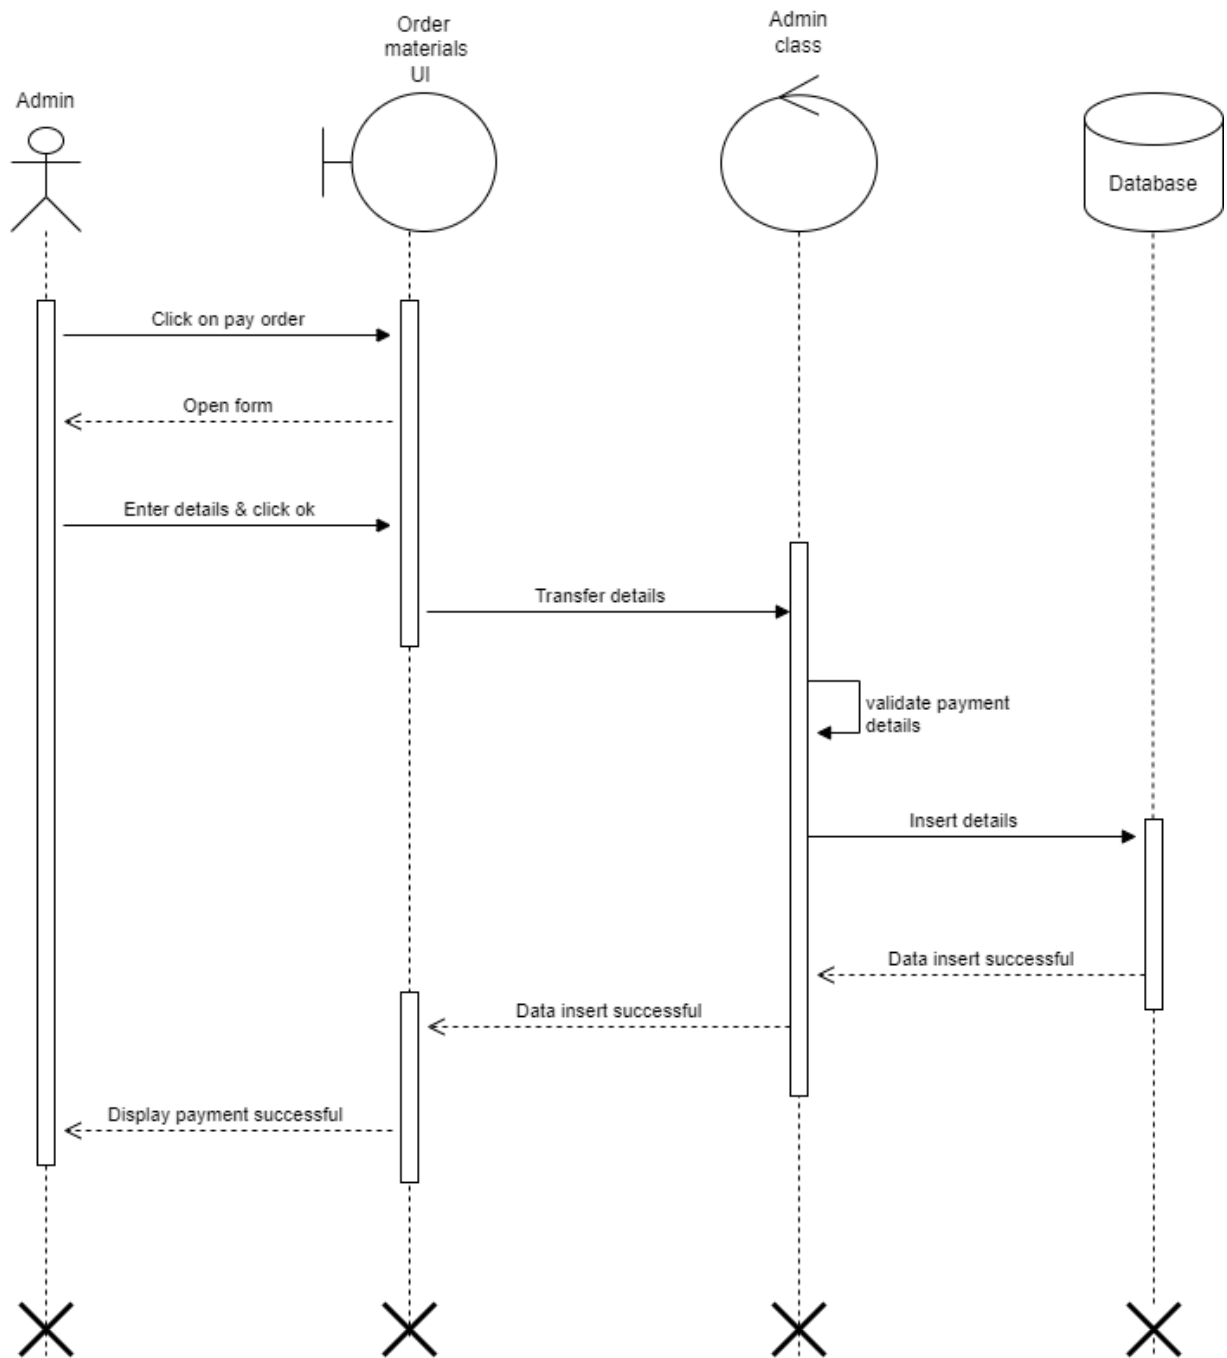 Admin
Order
materials
UI
Admin
class
Database
Click on pay order
Open form
Enter details & click ok
Transfer details
validate payment
details
Insert details
Data insert successful
Data insert successful
Display payment successful